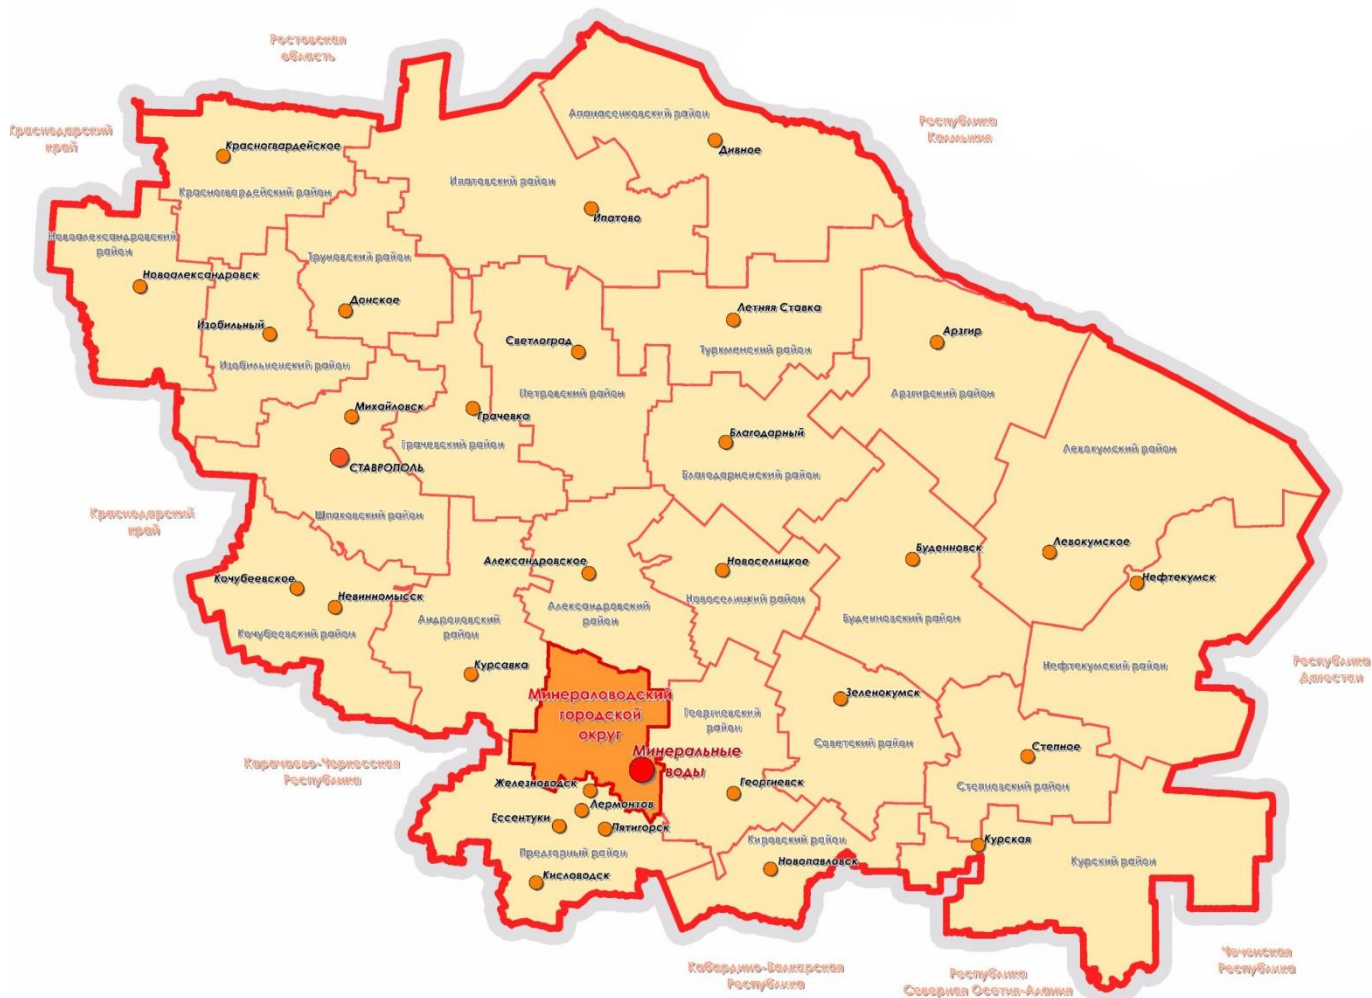 Ростовская
область
Краснодарский
край
Республика
Калмыкия
Апанасенковский район
Дивное
Красногвардейское
Красногвардейский район
Ипатовский район
Ипатово
Новоалександровский
район
Новоалександровск
Труновский район
Донское
Изобильный
Изобильненский район
Летняя Ставка
Туркменский район
Светлоград
Петровский район
Арзгир
Арзгирский район
Михайловск
Грачевка
Грачевский район
СТАВРОПОЛЬ
Шпаковский район
Благодарный
Благодарненский район
Левокумский район
Краснодарский
край
Кочубеевское
Невинномысск
Кочубеевский район
Александровское
Александровский
район
Новоселицкое
Новоселицкий район
Буденновск
Буденновский район
Левокумское
Нефтекумск
Нефтекумский район
Андроповский
район
Курсавка
Республика
Дагестан
Минераловодский
городской
округ
Минеральные
воды
Георгиевский
район
Георгиевск
Зеленокумск
Советский район
Степное
Степновский район
Карачаево-Черкесская
Республика
Железноводск
Лермонтов
Ессентуки
Пятигорск
Предгорный район
Кисловодск
Кировский район
Новопавловск
Курская
Курский район
Кабардино-Балкарская
Республика
Республика
Северная Осетия-Алания
Чеченская
Республика